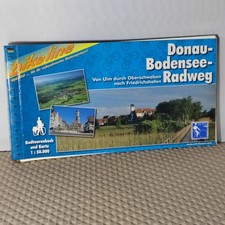 bikeline
Donau-
Bodensee-
Radweg
Von Ulm durch Oberschwaben
nach Friedrichshafen
Radtourenbuch
und Karte
1 : 50.000